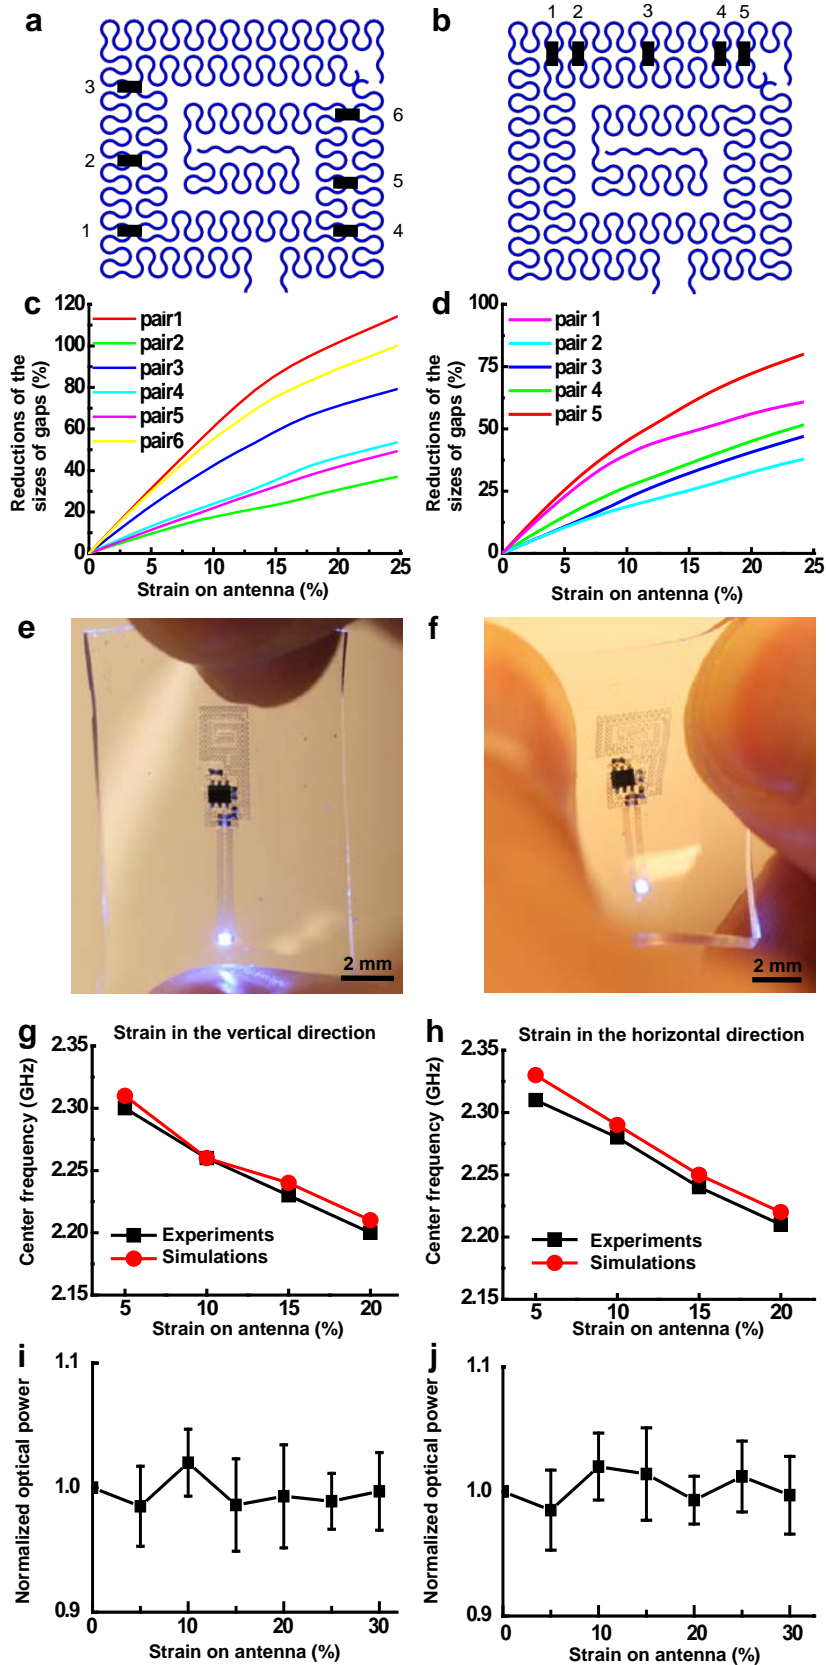 a
3
2
1
6
5
4
b
1 2 3 4 5
c
120
100
80
60
40
20
0
0 5 10 15 20 25
Reductions of the
sizes of gaps (%)
Strain on antenna (%)
pair1
pair2
pair3
pair4
pair5
pair6
d
100
75
50
25
0
0 5 10 15 20 25
Reductions of the
sizes of gaps (%)
Strain on antenna (%)
pair 1
pair 2
pair 3
pair 4
pair 5
e
2 mm
f
2 mm
g
Strain in the vertical direction
2.35
2.30
2.25
2.20
2.15
5 10 15 20
Center frequency (GHz)
Strain on antenna (%)
Experiments
Simulations
h
Strain in the horizontal direction
2.35
2.30
2.25
2.20
2.15
5 10 15 20
Center frequency (GHz)
Strain on antenna (%)
Experiments
Simulations
i
1.1
1.0
0.9
0 10 20 30
Normalized optical power
Strain on antenna (%)
j
1.1
1.0
0.9
0 10 20 30
Normalized optical power
Strain on antenna (%)